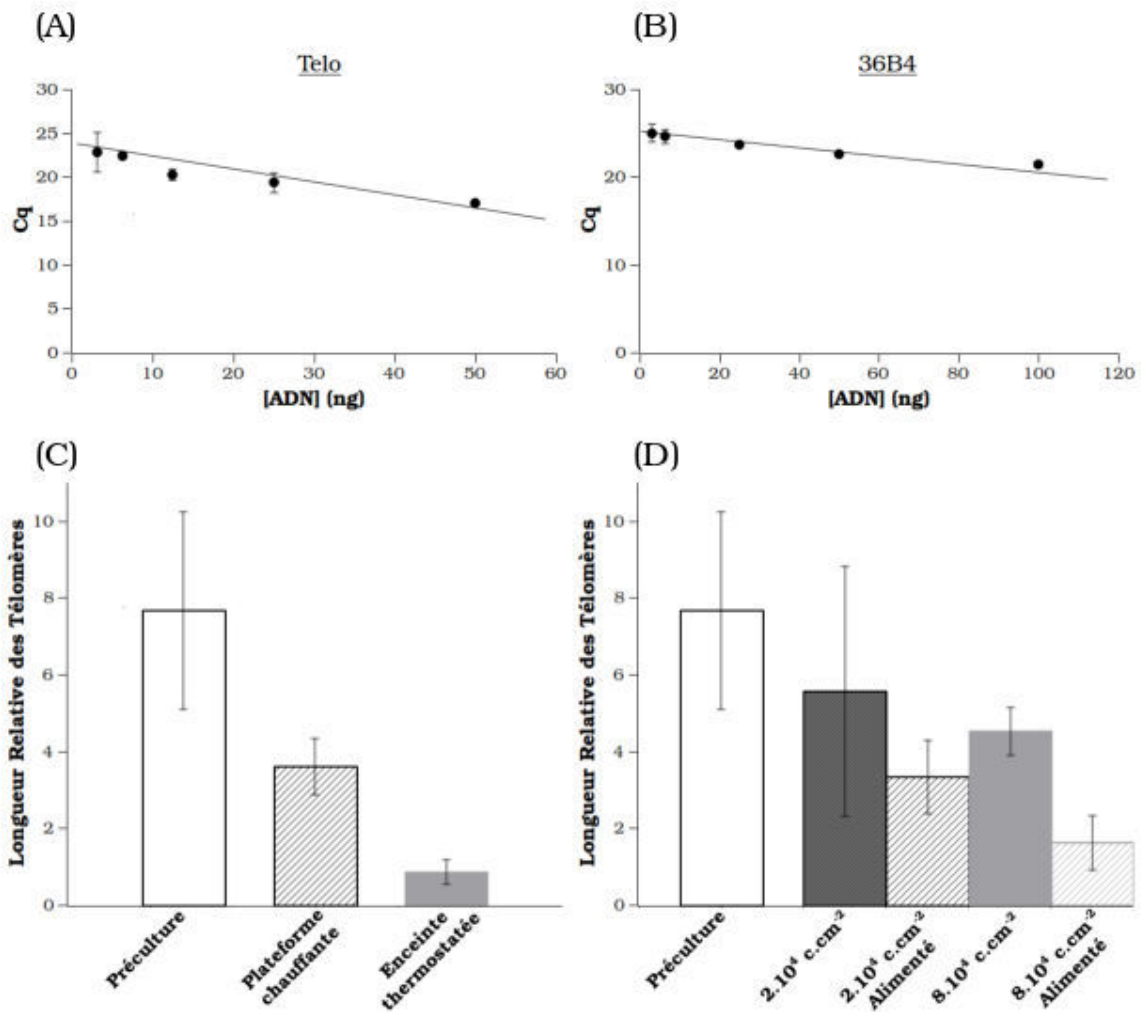 (A)
Telo
30
25
20
15
10
5
0
Cq
0 10 20 30 40 50 60
[ADN] (ng)
(B)
36B4
30
25
20
15
10
5
0
Cq
0 20 40 60 80 100 120
[ADN] (ng)
(C)
Longueur Relative des Télomères
10
8
6
4
2
0
Préculture
Plateforme
chauffante
Enceinte
thermostatée
(D)
Longueur Relative des Télomères
10
8
6
4
2
0
Préculture
2.10⁴ c.cm⁻²
2.10⁴ c.cm⁻²
Alimenté
8.10⁴ c.cm⁻²
8.10⁴ c.cm⁻²
Alimenté